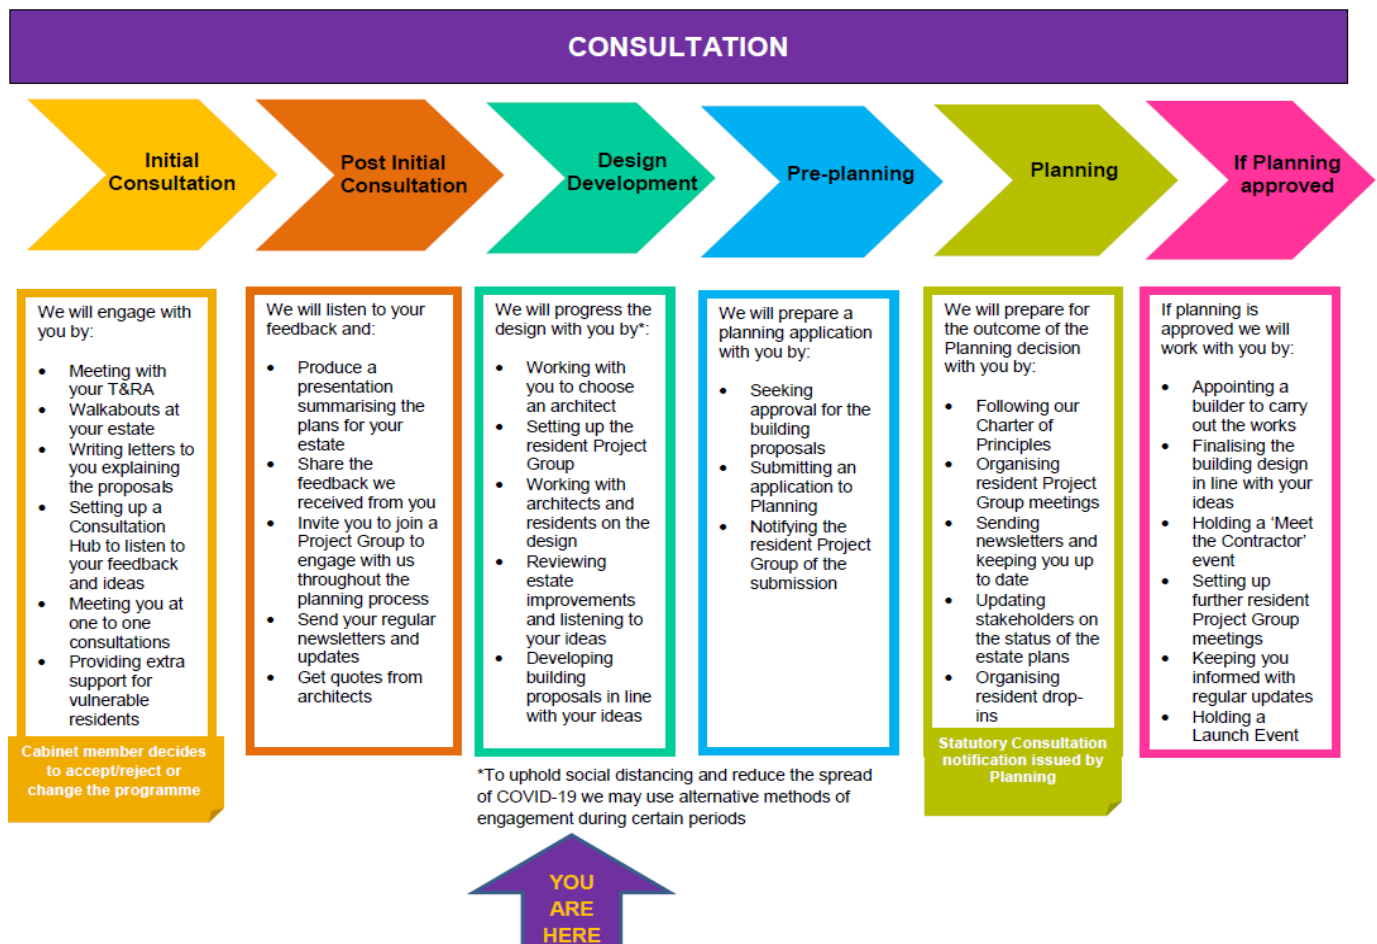 CONSULTATION
Initial
Consultation
Post Initial
Consultation
Design
Development
Pre-planning
Planning
If Planning
approved
We will engage with
you by:
• Meeting with
your T&RA
• Walkabouts at
your estate
• Writing letters to
you explaining
the proposals
• Setting up a
Consultation
Hub to listen to
your feedback
and ideas
• Meeting you at
one to one
consultations
• Providing extra
support for
vulnerable
residents
Cabinet member decides
to accept/reject or
change the programme
We will listen to your
feedback and:
• Produce a
presentation
summarising the
plans for your
estate
• Share the
feedback we
received from you
• Invite you to join a
Project Group to
engage with us
throughout the
planning process
• Send your regular
newsletters and
updates
• Get quotes from
architects
We will progress the
design with you by*:
• Working with
you to choose
an architect
• Setting up the
resident Project
Group
• Working with
architects and
residents on the
design
• Reviewing
estate
improvements
and listening to
your ideas
• Developing
building
proposals in line
with your ideas
*To uphold social distancing and reduce the spread
of COVID-19 we may use alternative methods of
engagement during certain periods
YOU
ARE
HERE
We will prepare a
planning application
with you by:
• Seeking
approval for the
building
proposals
• Submitting an
application to
Planning
• Notifying the
resident Project
Group of the
submission
We will prepare for
the outcome of the
Planning decision
with you by:
• Following our
Charter of
Principles
• Organising
resident Project
Group meetings
• Sending
newsletters and
keeping you up
to date
• Updating
stakeholders on
the status of the
estate plans
• Organising
resident drop-
ins
Statutory Consultation
notification issued by
Planning
If planning is
approved we will
work with you by:
• Appointing a
builder to carry
out the works
• Finalising the
building design
in line with your
ideas
• Holding a ‘Meet
the Contractor’
event
• Setting up
further resident
Project Group
meetings
• Keeping you
informed with
regular updates
• Holding a
Launch Event